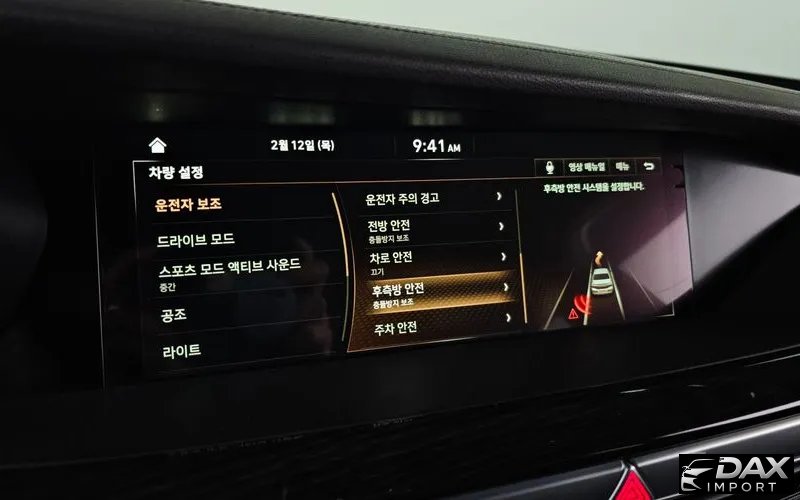 2월 12일 (목)
9:41 AM
차량 설정
영상 매뉴얼
메뉴
운전자 보조
드라이브 모드
스포츠 모드 액티브 사운드
중간
공조
라이트
운전자 주의 경고
전방 안전
충돌방지 보조
차로 안전
끄기
후측방 안전
충돌방지 보조
주차 안전
후측방 안전 시스템을 설정합니다.
DAX
IMPORT